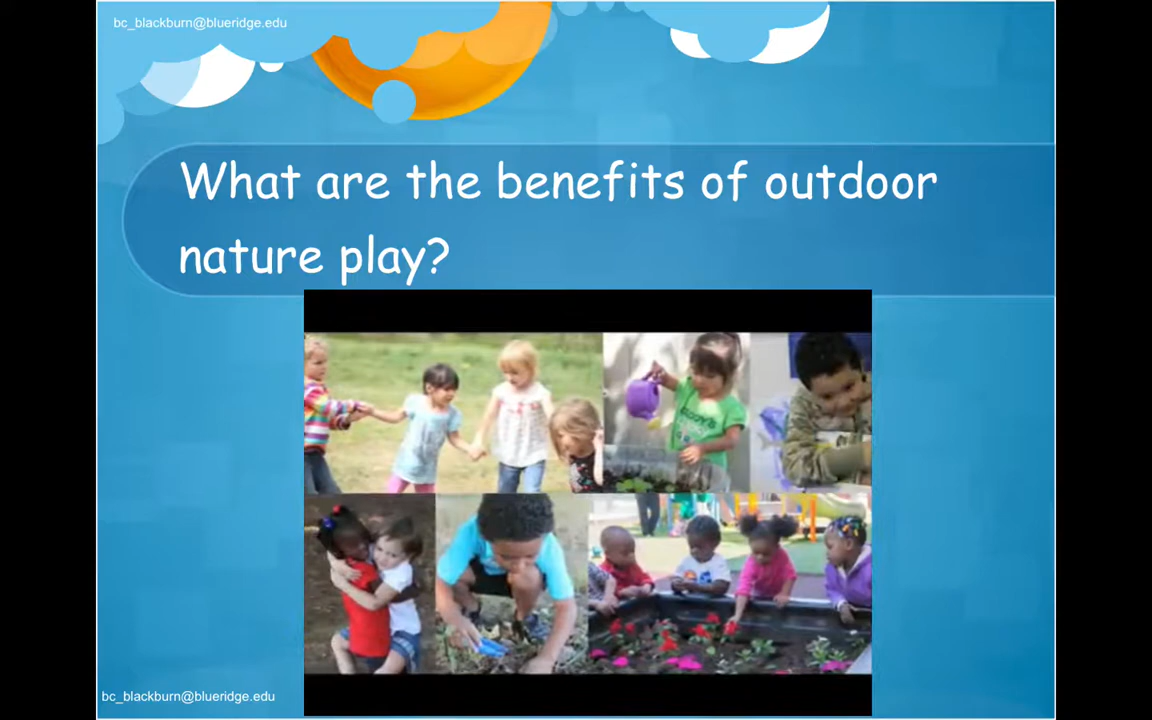 bc_blackburn@blueridge.edu
What are the benefits of outdoor
nature play?
bc_blackburn@blueridge.edu